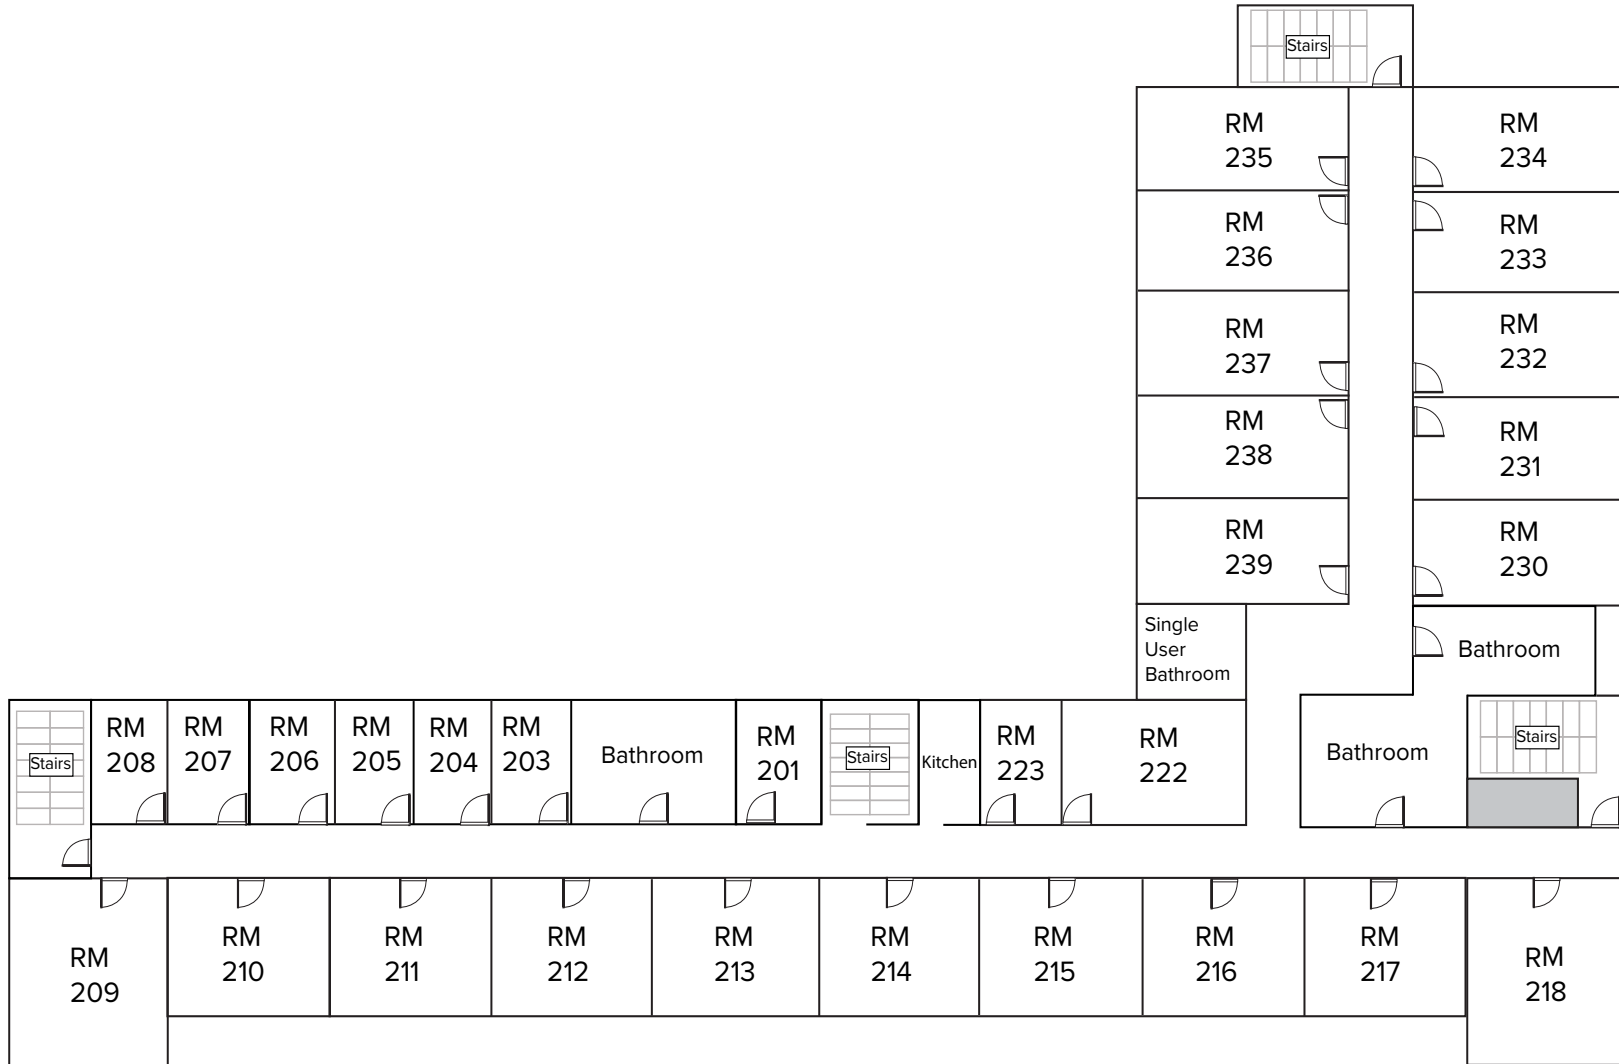 Stairs
RM
235
RM
234
RM
236
RM
233
RM
237
RM
232
RM
238
RM
231
RM
239
RM
230
Single
User
Bathroom
Bathroom
Stairs
RM
208
RM
207
RM
206
RM
205
RM
204
RM
203
Bathroom
RM
201
Stairs
Kitchen
RM
223
RM
222
Bathroom
Stairs
RM
209
RM
210
RM
211
RM
212
RM
213
RM
214
RM
215
RM
216
RM
217
RM
218